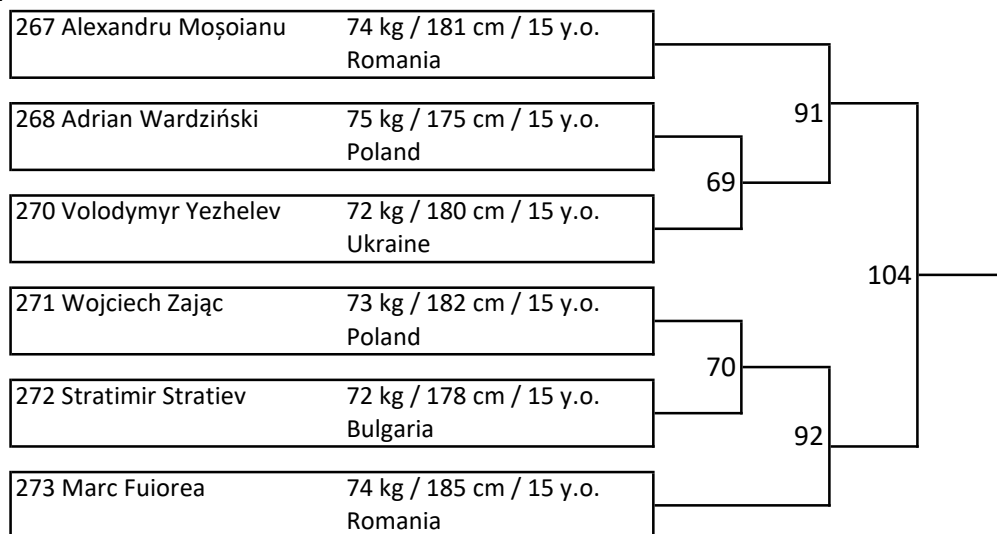 267 Alexandru Moșoianu 74 kg / 181 cm / 15 y.o.
Romania
268 Adrian Wardziński 75 kg / 175 cm / 15 y.o.
Poland
91
69
270 Volodymyr Yezhelev 72 kg / 180 cm / 15 y.o.
Ukraine
104
271 Wojciech Zając 73 kg / 182 cm / 15 y.o.
Poland
70
272 Stratimir Stratiev 72 kg / 178 cm / 15 y.o.
Bulgaria
92
273 Marc Fuiorea 74 kg / 185 cm / 15 y.o.
Romania